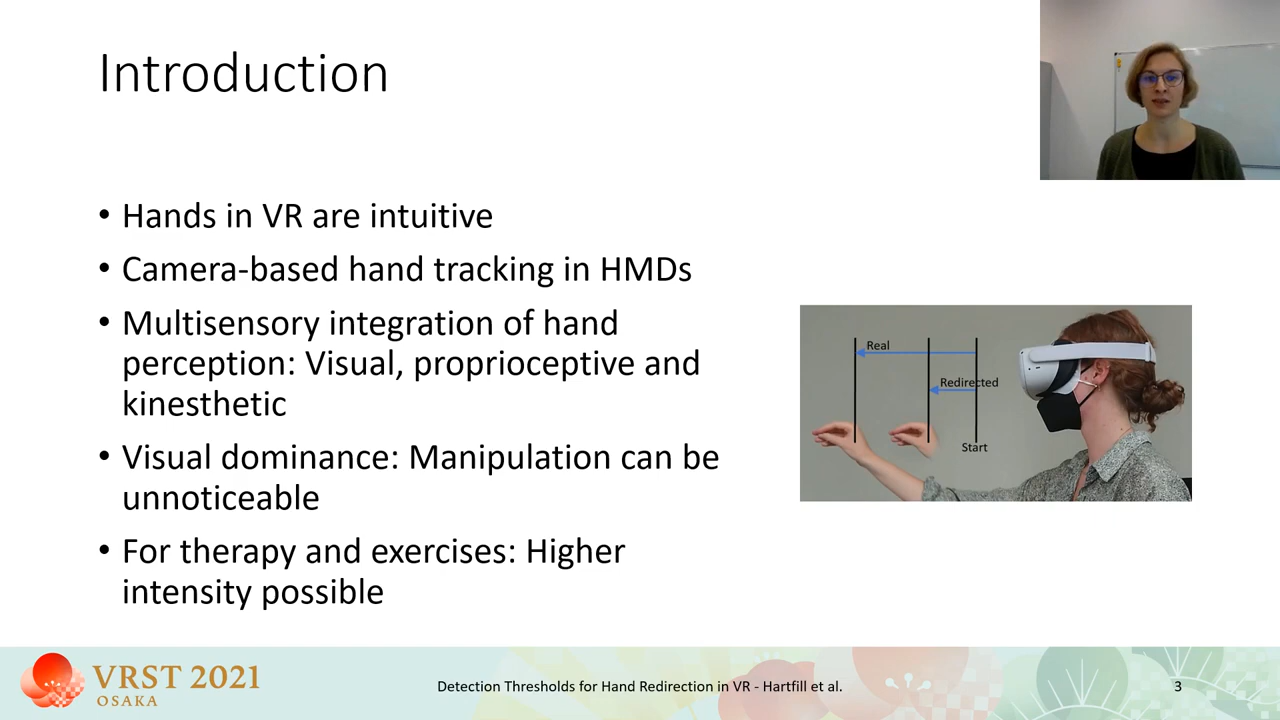 Introduction
• Hands in VR are intuitive
• Camera-based hand tracking in HMDs
• Multisensory integration of hand
perception: Visual, proprioceptive and
kinesthetic
• Visual dominance: Manipulation can be
unnoticeable
• For therapy and exercises: Higher
intensity possible
Real
Redirected
Start
VRST 2021
OSAKA
Detection Thresholds for Hand Redirection in VR - Hartfill et al.
3